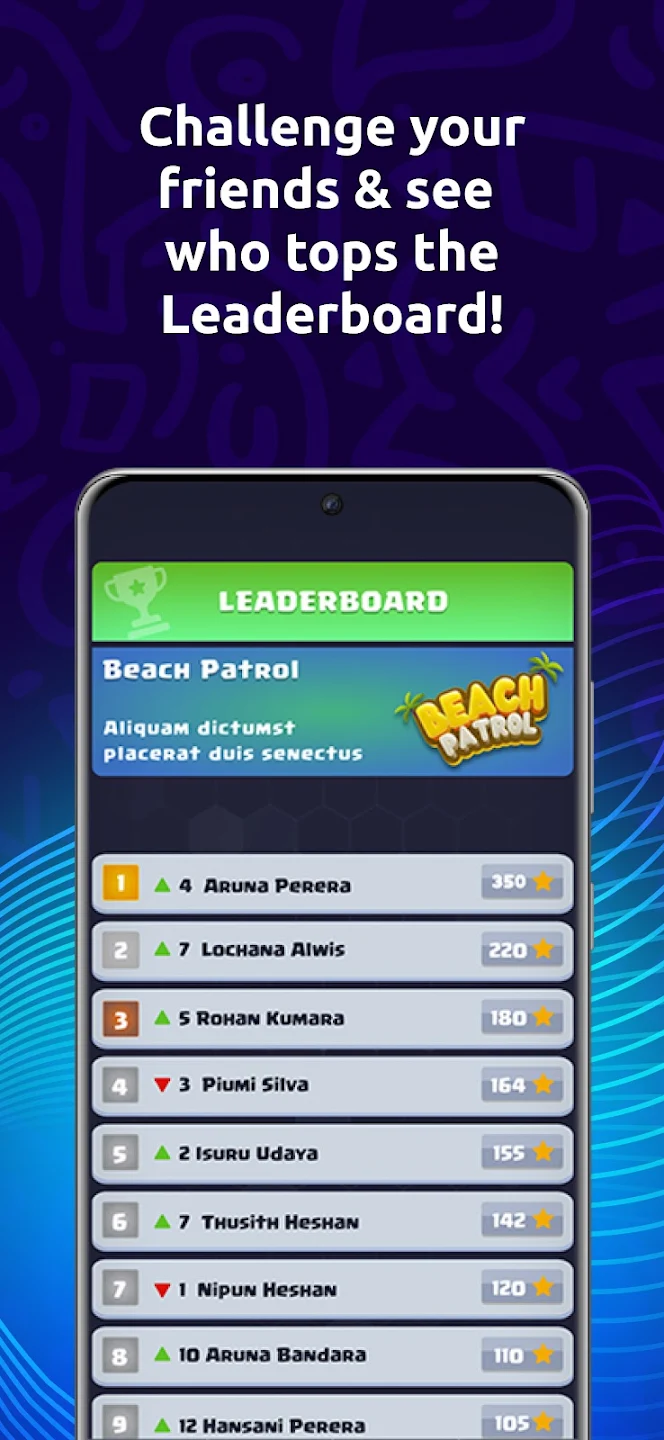 Challenge your
friends & see
who tops the
Leaderboard!
LEADERBOARD
Beach Patrol
Aliquam dictumst
placerat duis senectus
BEACH
PATROL
1 ▲ 4 Aruna Perera 350
2 ▲ 7 Lochana Alwis 220
3 ▲ 5 Rohan Kumara 180
4 ▼ 3 Piumi Silva 164
5 ▲ 2 Isuru Udaya 155
6 ▲ 7 Thusith Heshan 142
7 ▼ 1 Nipun Heshan 120
8 ▲ 10 Aruna Bandara 110
9 ▲ 12 Hansani Perera 105